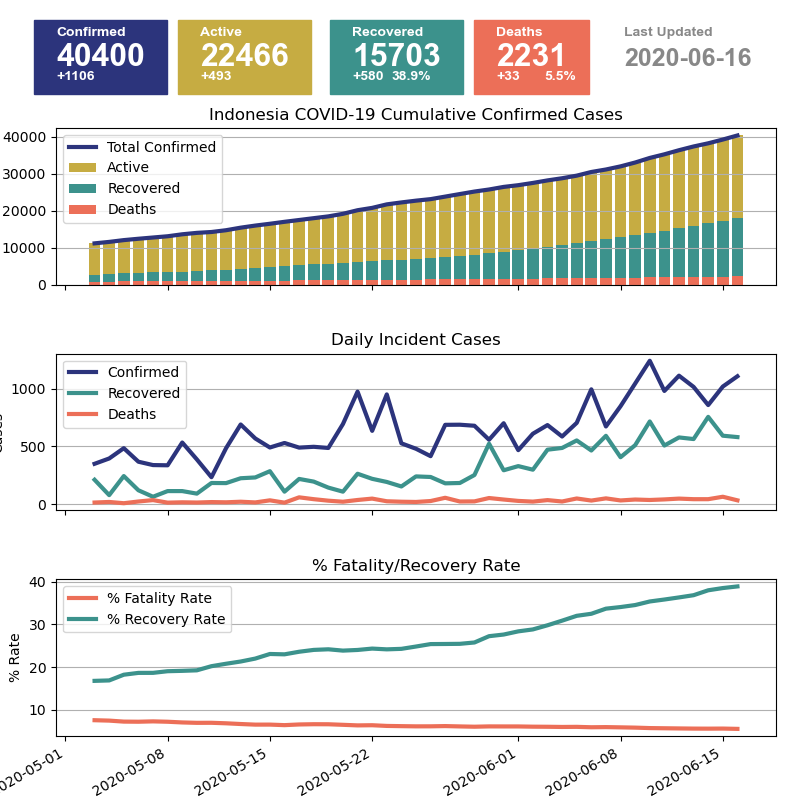 Confirmed
40400
+1106
Active
22466
+493
Recovered
15703
+580 38.9%
Deaths
2231
+33 5.5%
Last Updated
2020-06-16
Indonesia COVID-19 Cumulative Confirmed Cases
40000
30000
20000
10000
0
Total Confirmed
Active
Recovered
Deaths
Daily Incident Cases
1000
500
0
Confirmed
Recovered
Deaths
% Fatality/Recovery Rate
% Rate
40
30
20
10
% Fatality Rate
% Recovery Rate
020-05-01
2020-05-08
2020-05-15
2020-05-22
2020-06-01
2020-06-08
2020-06-15